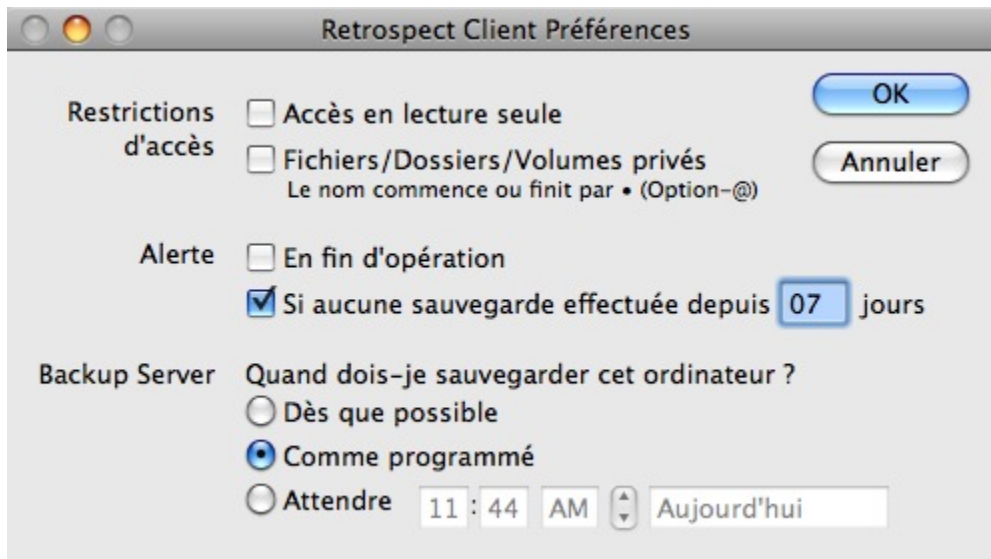 Retrospect Client Préférences
Restrictions d'accès
Accès en lecture seule
Fichiers/Dossiers/Volumes privés
Le nom commence ou finit par • (Option-@)
OK
Annuler
Alerte
En fin d'opération
Si aucune sauvegarde effectuée depuis 07 jours
Backup Server
Quand dois-je sauvegarder cet ordinateur ?
Dès que possible
Comme programmé
Attendre 11 : 44 AM Aujourd'hui